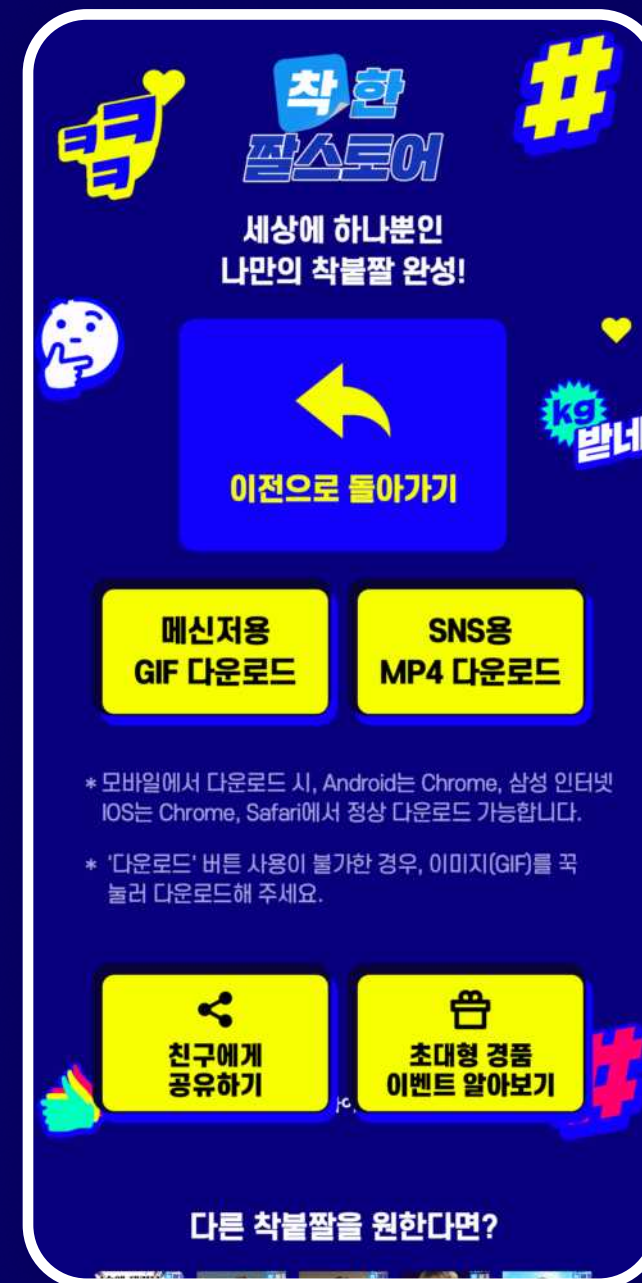 ㅋㅋㅋ
#
착한
짤스토어
세상에 하나뿐인
나만의 착붙짤 완성!
kg
받네
이전으로 돌아가기
메신저용
GIF 다운로드
SNS용
MP4 다운로드
* 모바일에서 다운로드 시, Android는 Chrome, 삼성 인터넷
IOS는 Chrome, Safari에서 정상 다운로드 가능합니다.
* '다운로드' 버튼 사용이 불가한 경우, 이미지(GIF)를 꾹
눌러 다운로드해 주세요.
친구에게
공유하기
초대형 경품
이벤트 알아보기
#
다른 착붙짤을 원한다면?